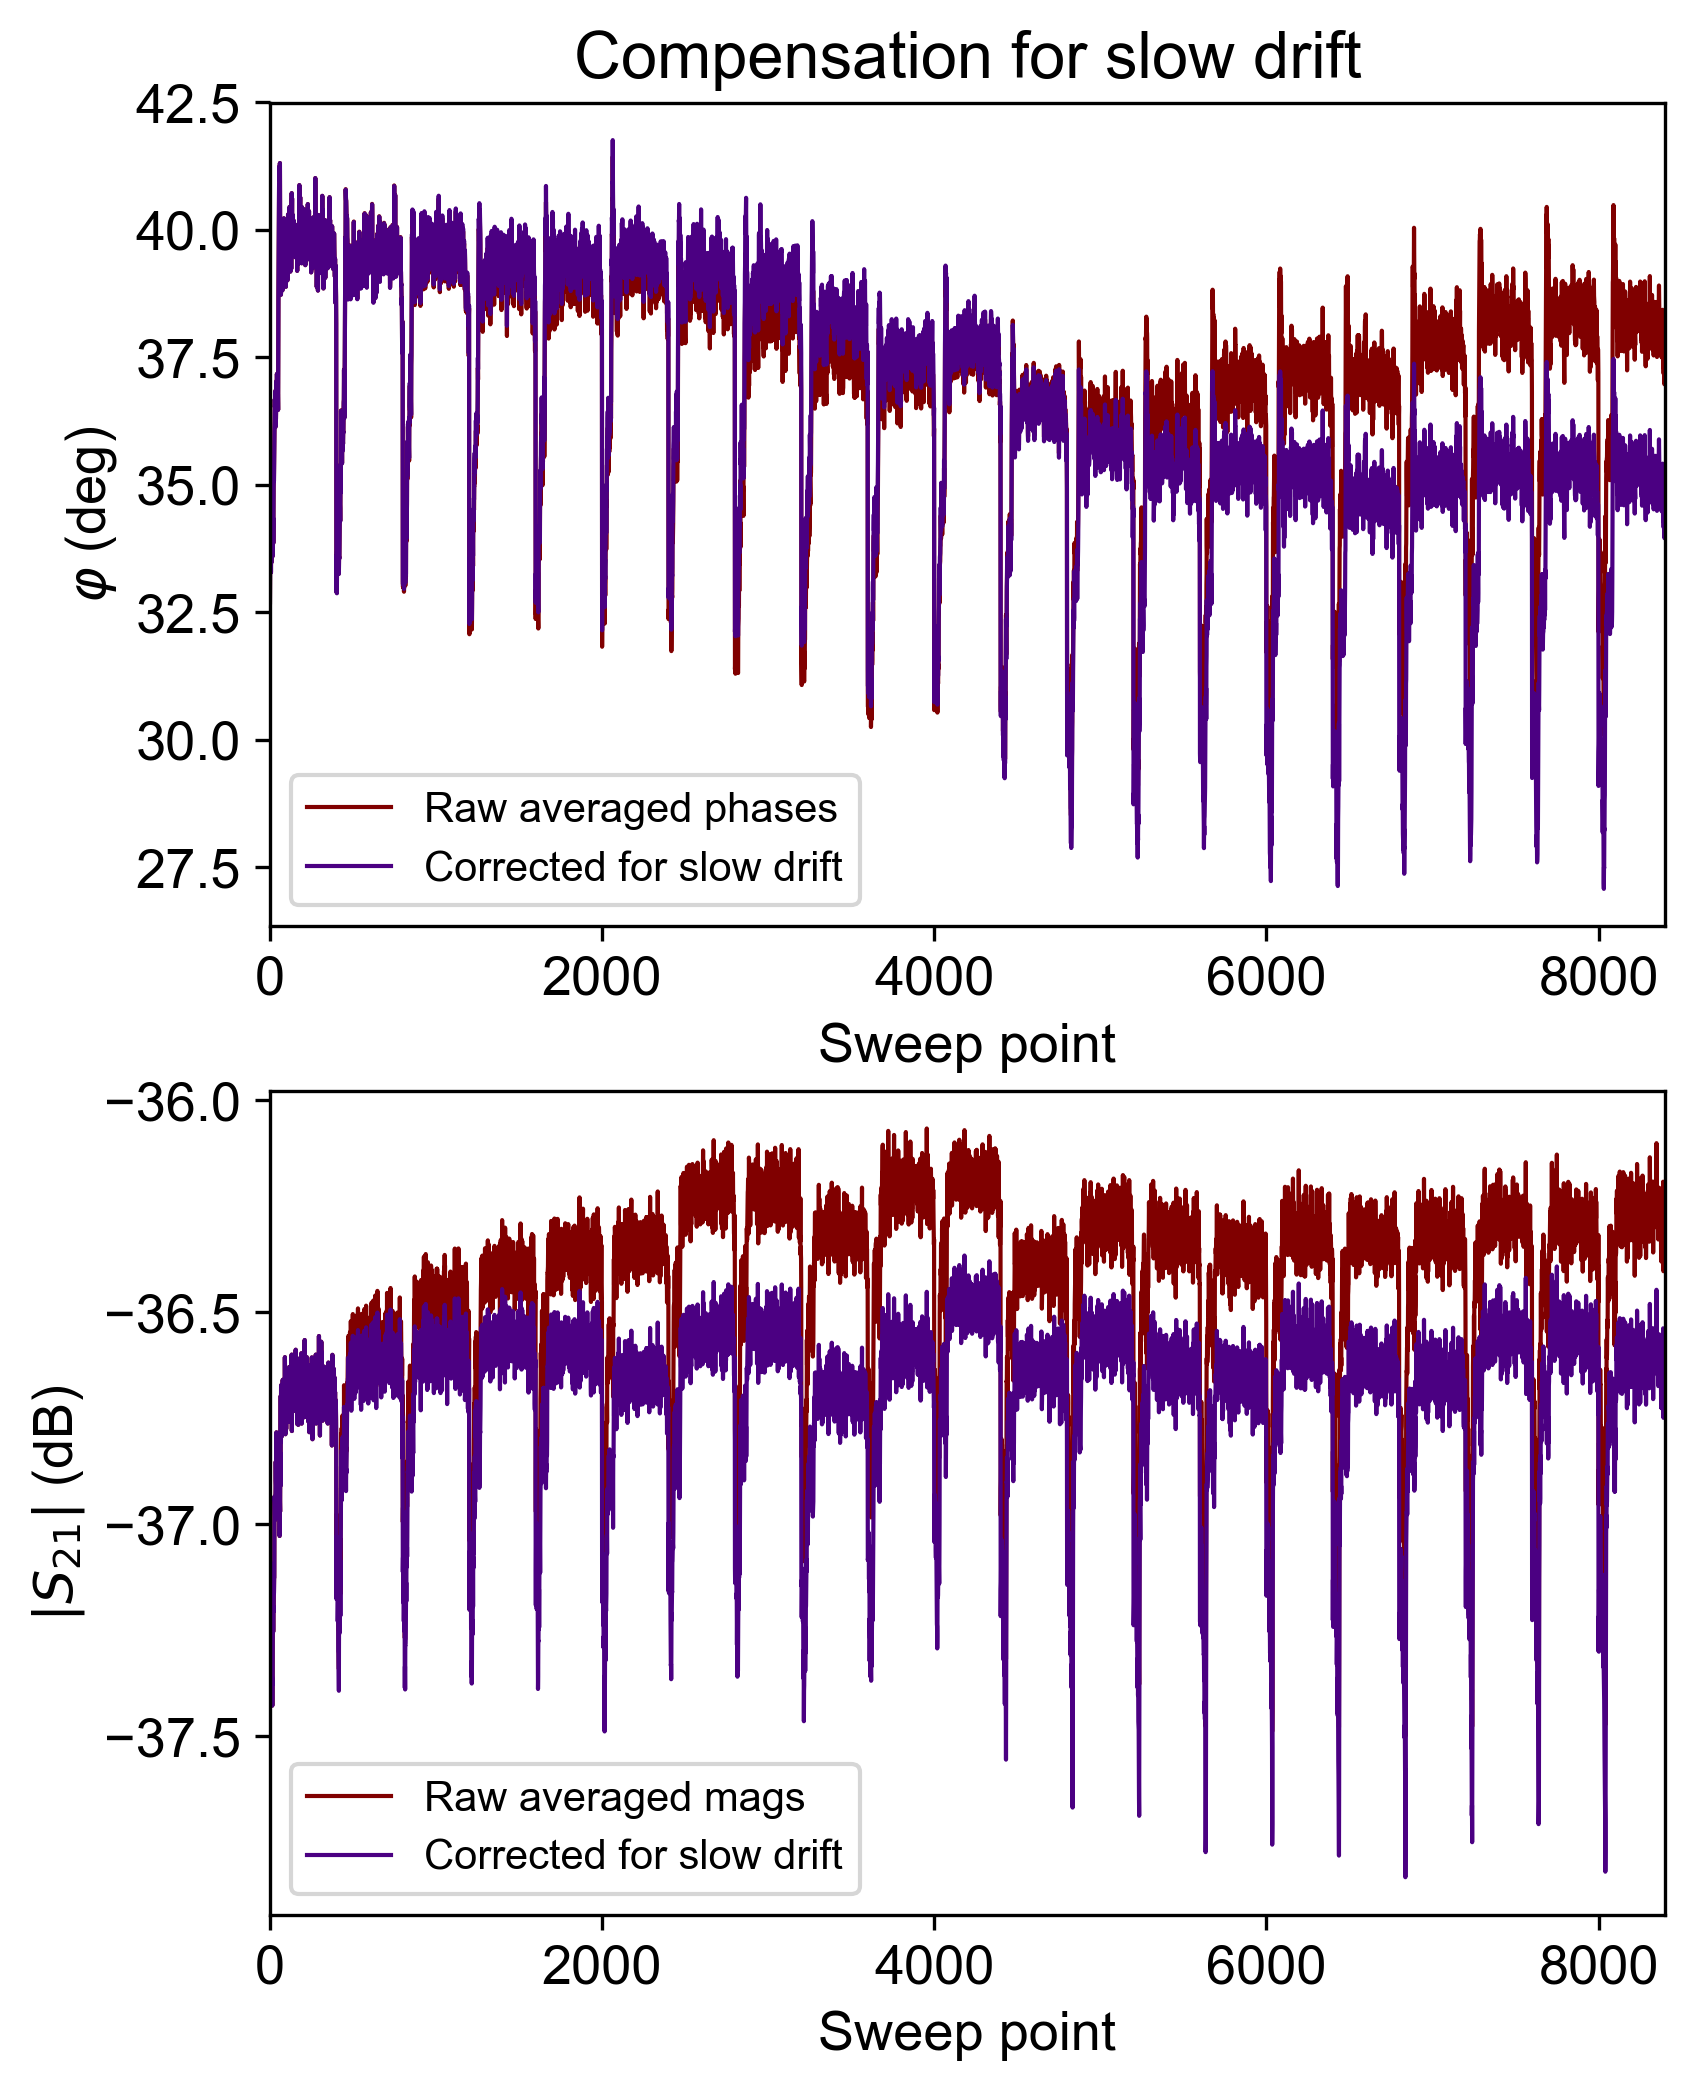 Compensation for slow drift
42.5
40.0
37.5
35.0
32.5
30.0
27.5
φ (deg)
Raw averaged phases
Corrected for slow drift
0 2000 4000 6000 8000
Sweep point
−36.0
−36.5
−37.0
−37.5
|S₂₁| (dB)
Raw averaged mags
Corrected for slow drift
0 2000 4000 6000 8000
Sweep point